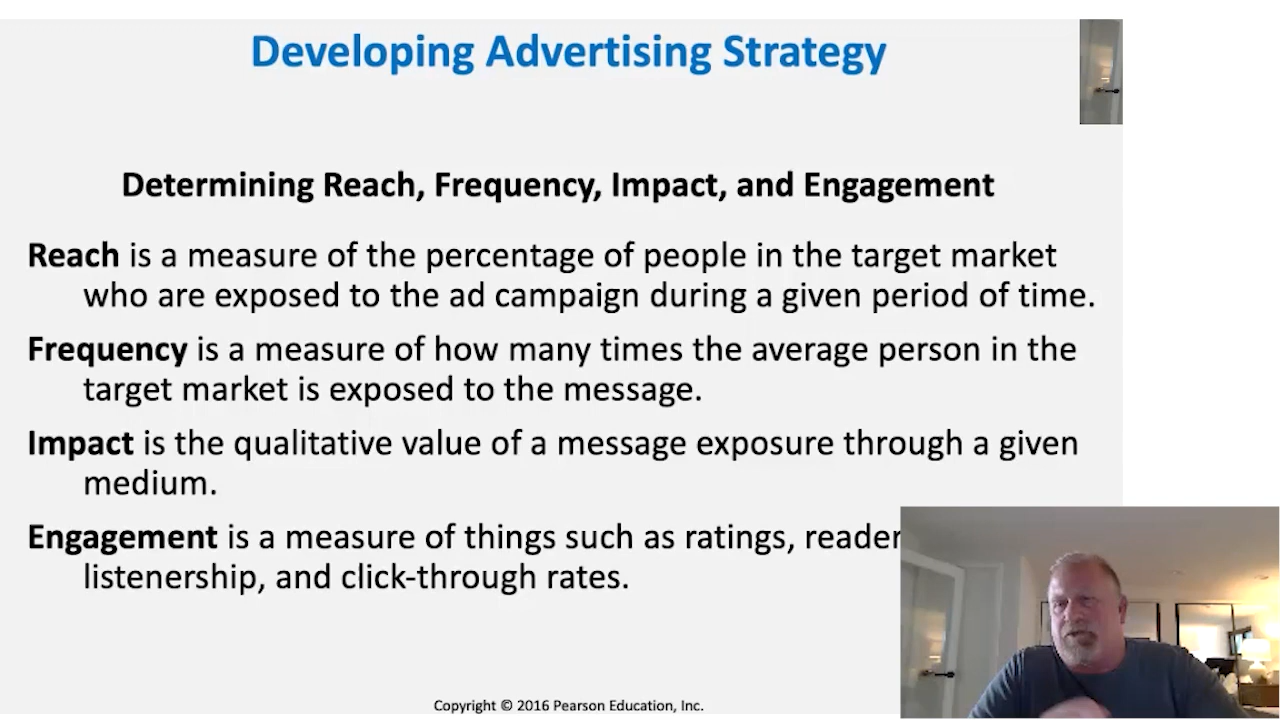 Developing Advertising Strategy
Determining Reach, Frequency, Impact, and Engagement
Reach is a measure of the percentage of people in the target market
who are exposed to the ad campaign during a given period of time.
Frequency is a measure of how many times the average person in the
target market is exposed to the message.
Impact is the qualitative value of a message exposure through a given
medium.
Engagement is a measure of things such as ratings,
listenership, and click-through rates.
Copyright © 2016 Pearson Education, Inc.